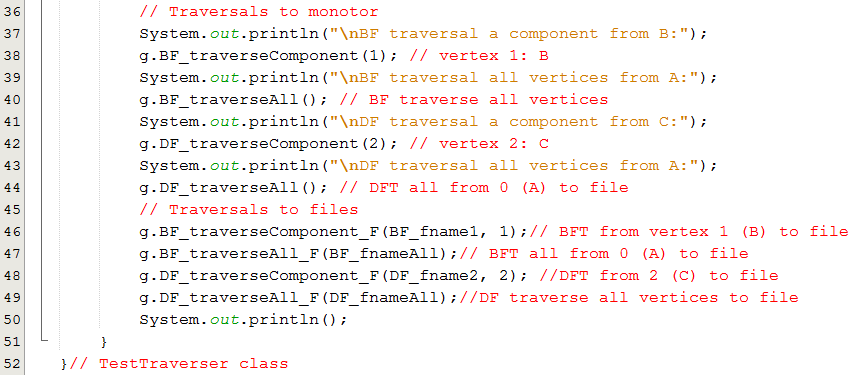 36 // Traversals to monotor
37 System.out.println("\nBF traversal a component from B:");
38 g.BF_traverseComponent(1); // vertex 1: B
39 System.out.println("\nBF traversal all vertices from A:");
40 g.BF_traverseAll(); // BF traverse all vertices
41 System.out.println("\nDF traversal a component from C:");
42 g.DF_traverseComponent(2); // vertex 2: C
43 System.out.println("\nDF traversal all vertices from A:");
44 g.DF_traverseAll(); // DFT all from 0 (A) to file
45 // Traversals to files
46 g.BF_traverseComponent_F(BF_fname1, 1);// BFT from vertex 1 (B) to file
47 g.BF_traverseAll_F(BF_fnameAll);// BFT all from 0 (A) to file
48 g.DF_traverseComponent_F(DF_fname2, 2); //DFT from 2 (C) to file
49 g.DF_traverseAll_F(DF_fnameAll);//DF traverse all vertices to file
50 System.out.println();
51 }
52 }// TestTraverser class